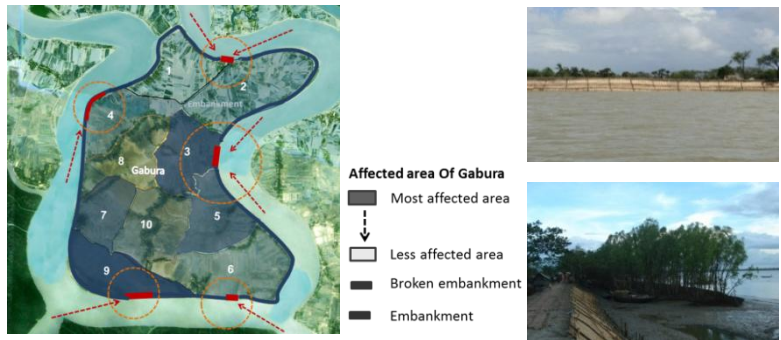 1
2
Embankment
4
3
8
Gabura
7
10
5
9
6
Affected area Of Gabura
Most affected area
Less affected area
Broken embankment
Embankment